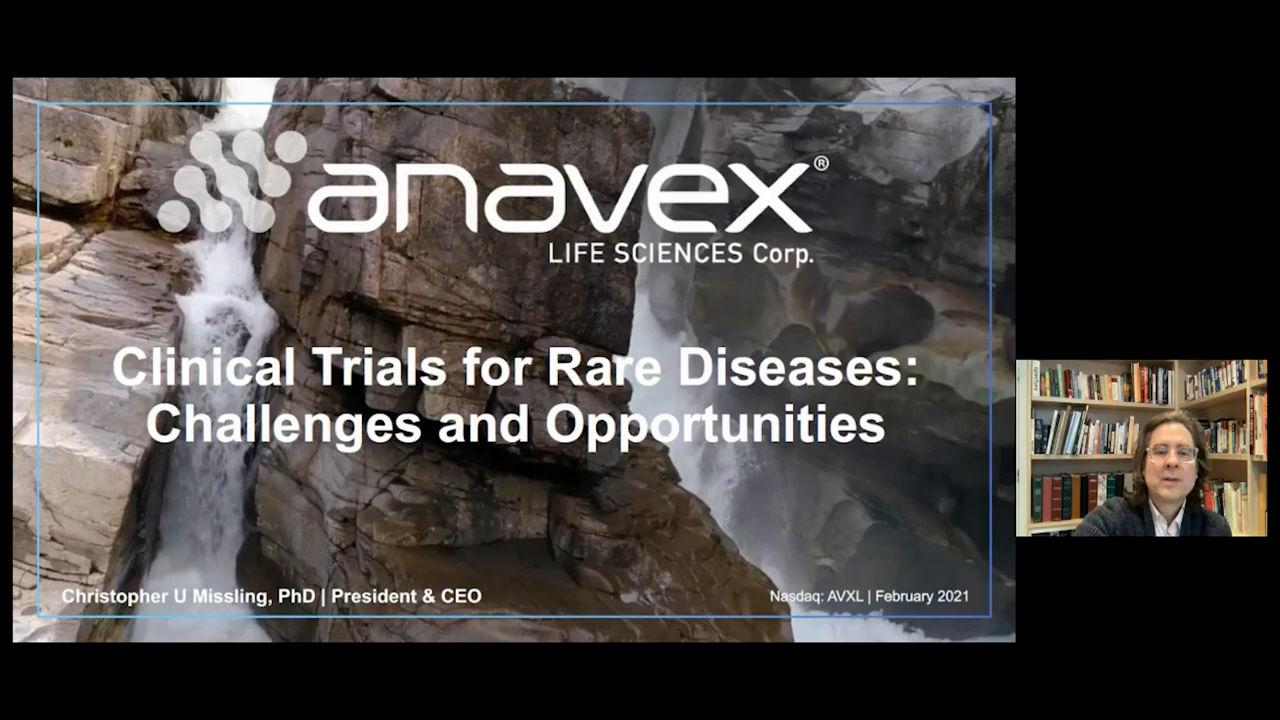 anavex®
LIFE SCIENCES Corp.
Clinical Trials for Rare Diseases:
Challenges and Opportunities
Christopher U Missling, PhD | President & CEO
Nasdaq: AVXL | February 2021